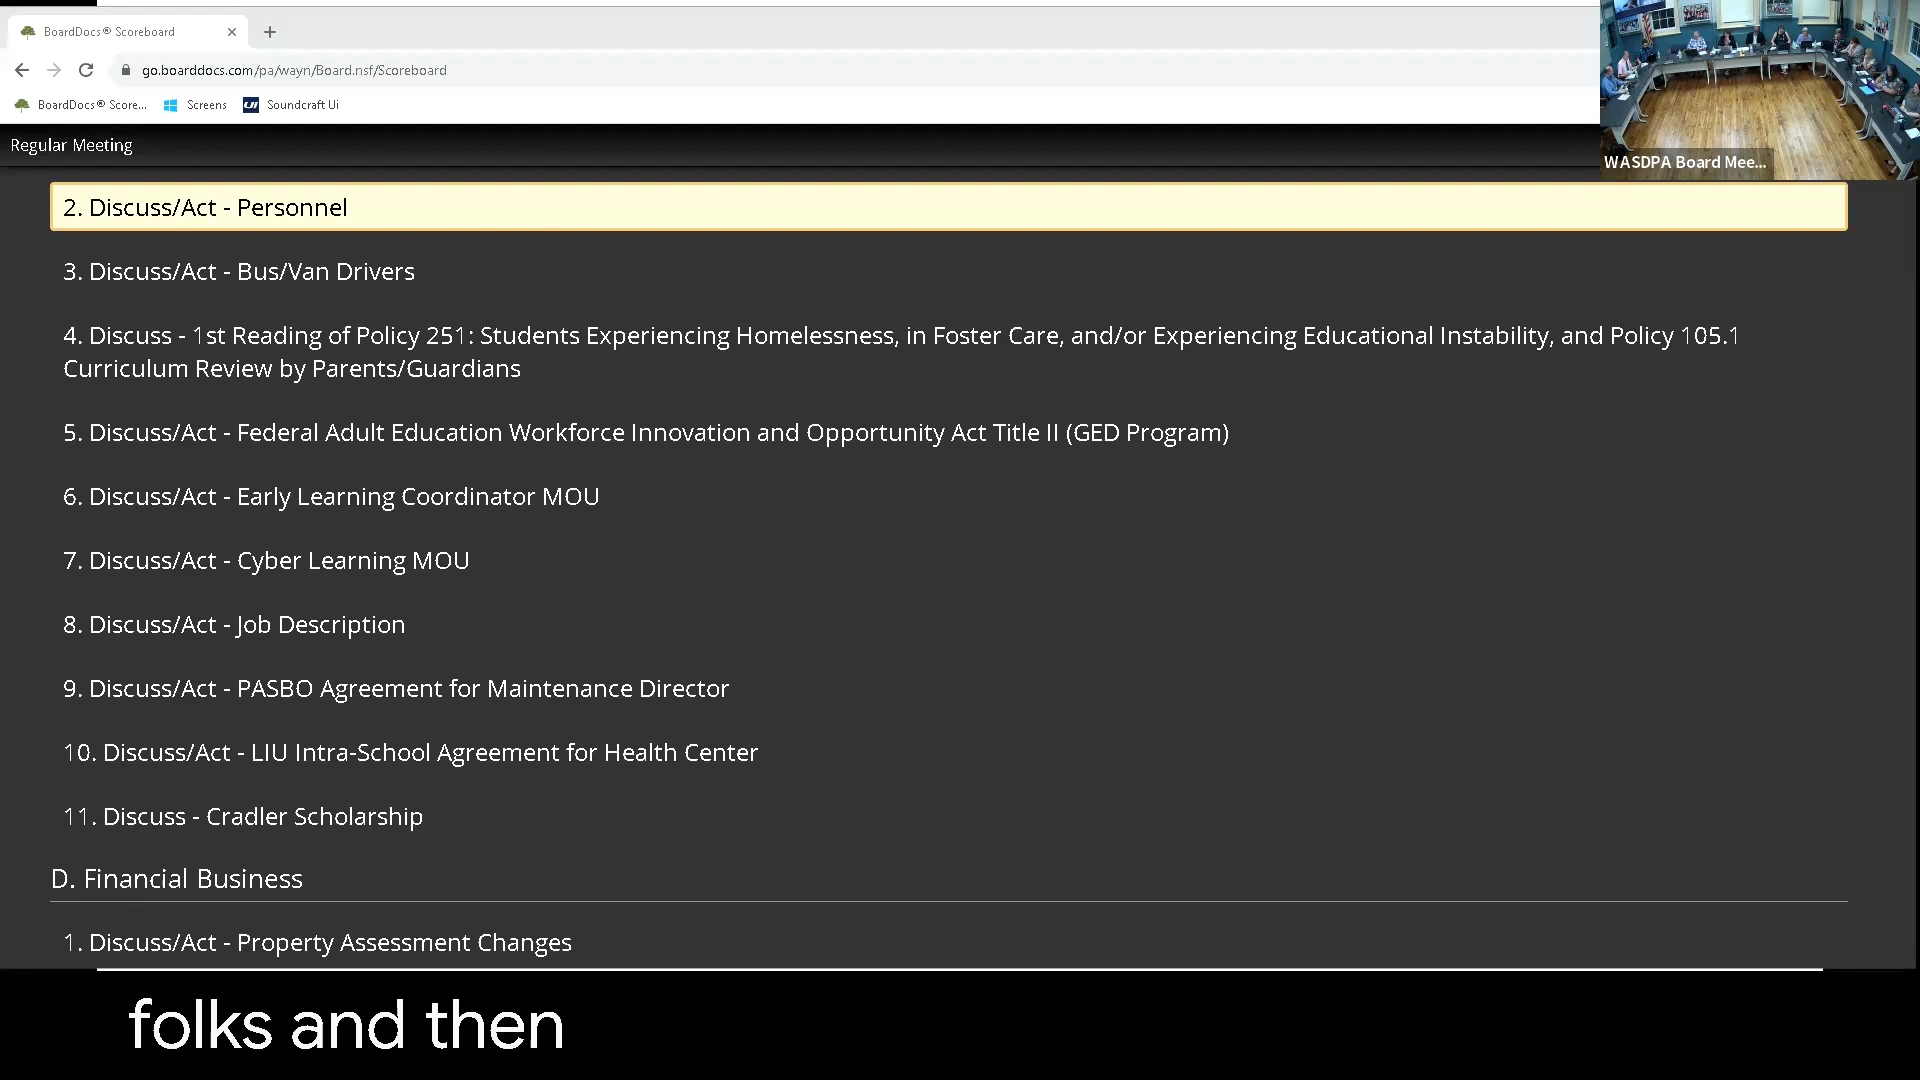 BoardDocs® Scoreboard
go.boarddocs.com/pa/wayn/Board.nsf/Scoreboard
BoardDocs® Score...
Screens
Soundcraft Ui
WASDPA Board Mee...
Regular Meeting
2. Discuss/Act - Personnel
3. Discuss/Act - Bus/Van Drivers
4. Discuss - 1st Reading of Policy 251: Students Experiencing Homelessness, in Foster Care, and/or Experiencing Educational Instability, and Policy 105.1
Curriculum Review by Parents/Guardians
5. Discuss/Act - Federal Adult Education Workforce Innovation and Opportunity Act Title II (GED Program)
6. Discuss/Act - Early Learning Coordinator MOU
7. Discuss/Act - Cyber Learning MOU
8. Discuss/Act - Job Description
9. Discuss/Act - PASBO Agreement for Maintenance Director
10. Discuss/Act - LIU Intra-School Agreement for Health Center
11. Discuss - Cradler Scholarship
D. Financial Business
1. Discuss/Act - Property Assessment Changes
folks and then